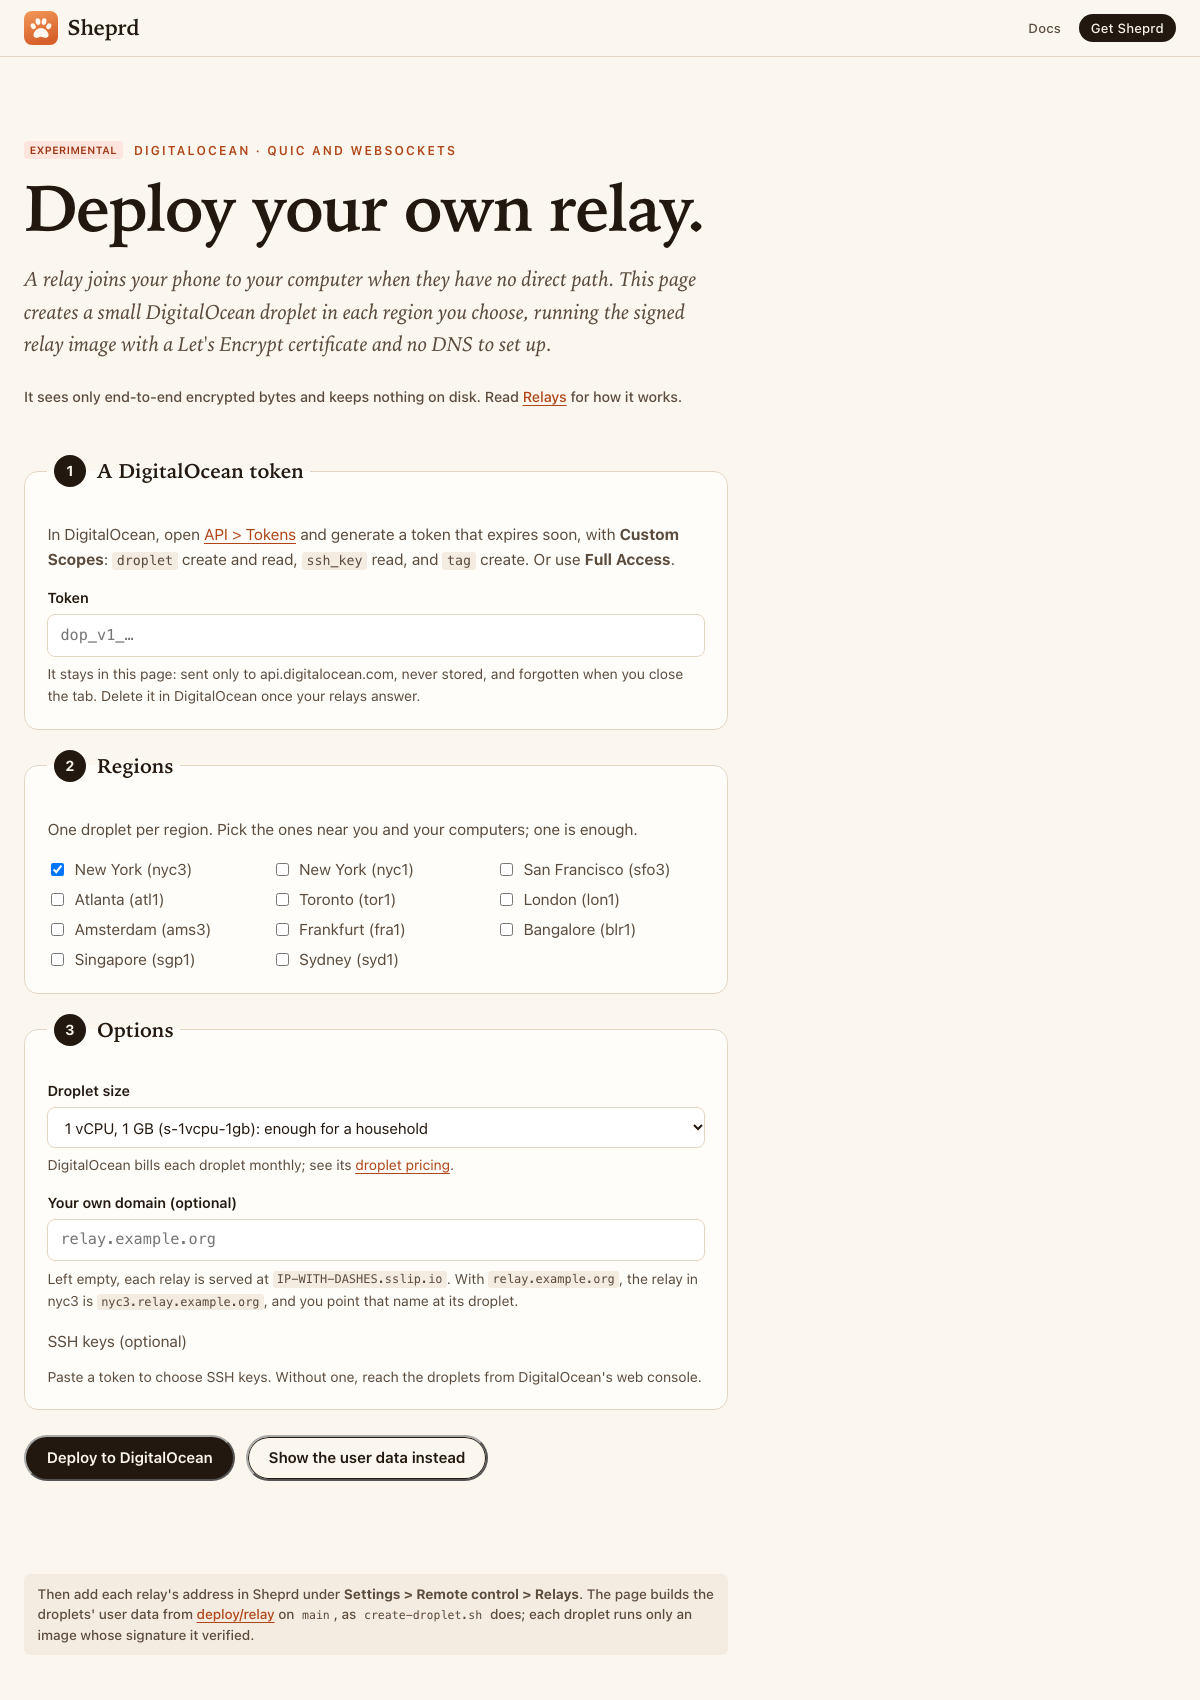 Sheprd
Docs
Get Sheprd
EXPERIMENTAL
DIGITALOCEAN · QUIC AND WEBSOCKETS
Deploy your own relay.
A relay joins your phone to your computer when they have no direct path. This page
creates a small DigitalOcean droplet in each region you choose, running the signed
relay image with a Let's Encrypt certificate and no DNS to set up.
It sees only end-to-end encrypted bytes and keeps nothing on disk. Read Relays for how it works.
1 A DigitalOcean token
In DigitalOcean, open API > Tokens and generate a token that expires soon, with Custom
Scopes: droplet create and read, ssh_key read, and tag create. Or use Full Access.
Token
dop_v1_…
It stays in this page: sent only to api.digitalocean.com, never stored, and forgotten when you close
the tab. Delete it in DigitalOcean once your relays answer.
2 Regions
One droplet per region. Pick the ones near you and your computers; one is enough.
New York (nyc3)
New York (nyc1)
San Francisco (sfo3)
Atlanta (atl1)
Toronto (tor1)
London (lon1)
Amsterdam (ams3)
Frankfurt (fra1)
Bangalore (blr1)
Singapore (sgp1)
Sydney (syd1)
3 Options
Droplet size
1 vCPU, 1 GB (s-1vcpu-1gb): enough for a household
DigitalOcean bills each droplet monthly; see its droplet pricing.
Your own domain (optional)
relay.example.org
Left empty, each relay is served at IP-WITH-DASHES.sslip.io. With relay.example.org, the relay in
nyc3 is nyc3.relay.example.org, and you point that name at its droplet.
SSH keys (optional)
Paste a token to choose SSH keys. Without one, reach the droplets from DigitalOcean's web console.
Deploy to DigitalOcean
Show the user data instead
Then add each relay's address in Sheprd under Settings > Remote control > Relays. The page builds the
droplets' user data from deploy/relay on main, as create-droplet.sh does; each droplet runs only an
image whose signature it verified.